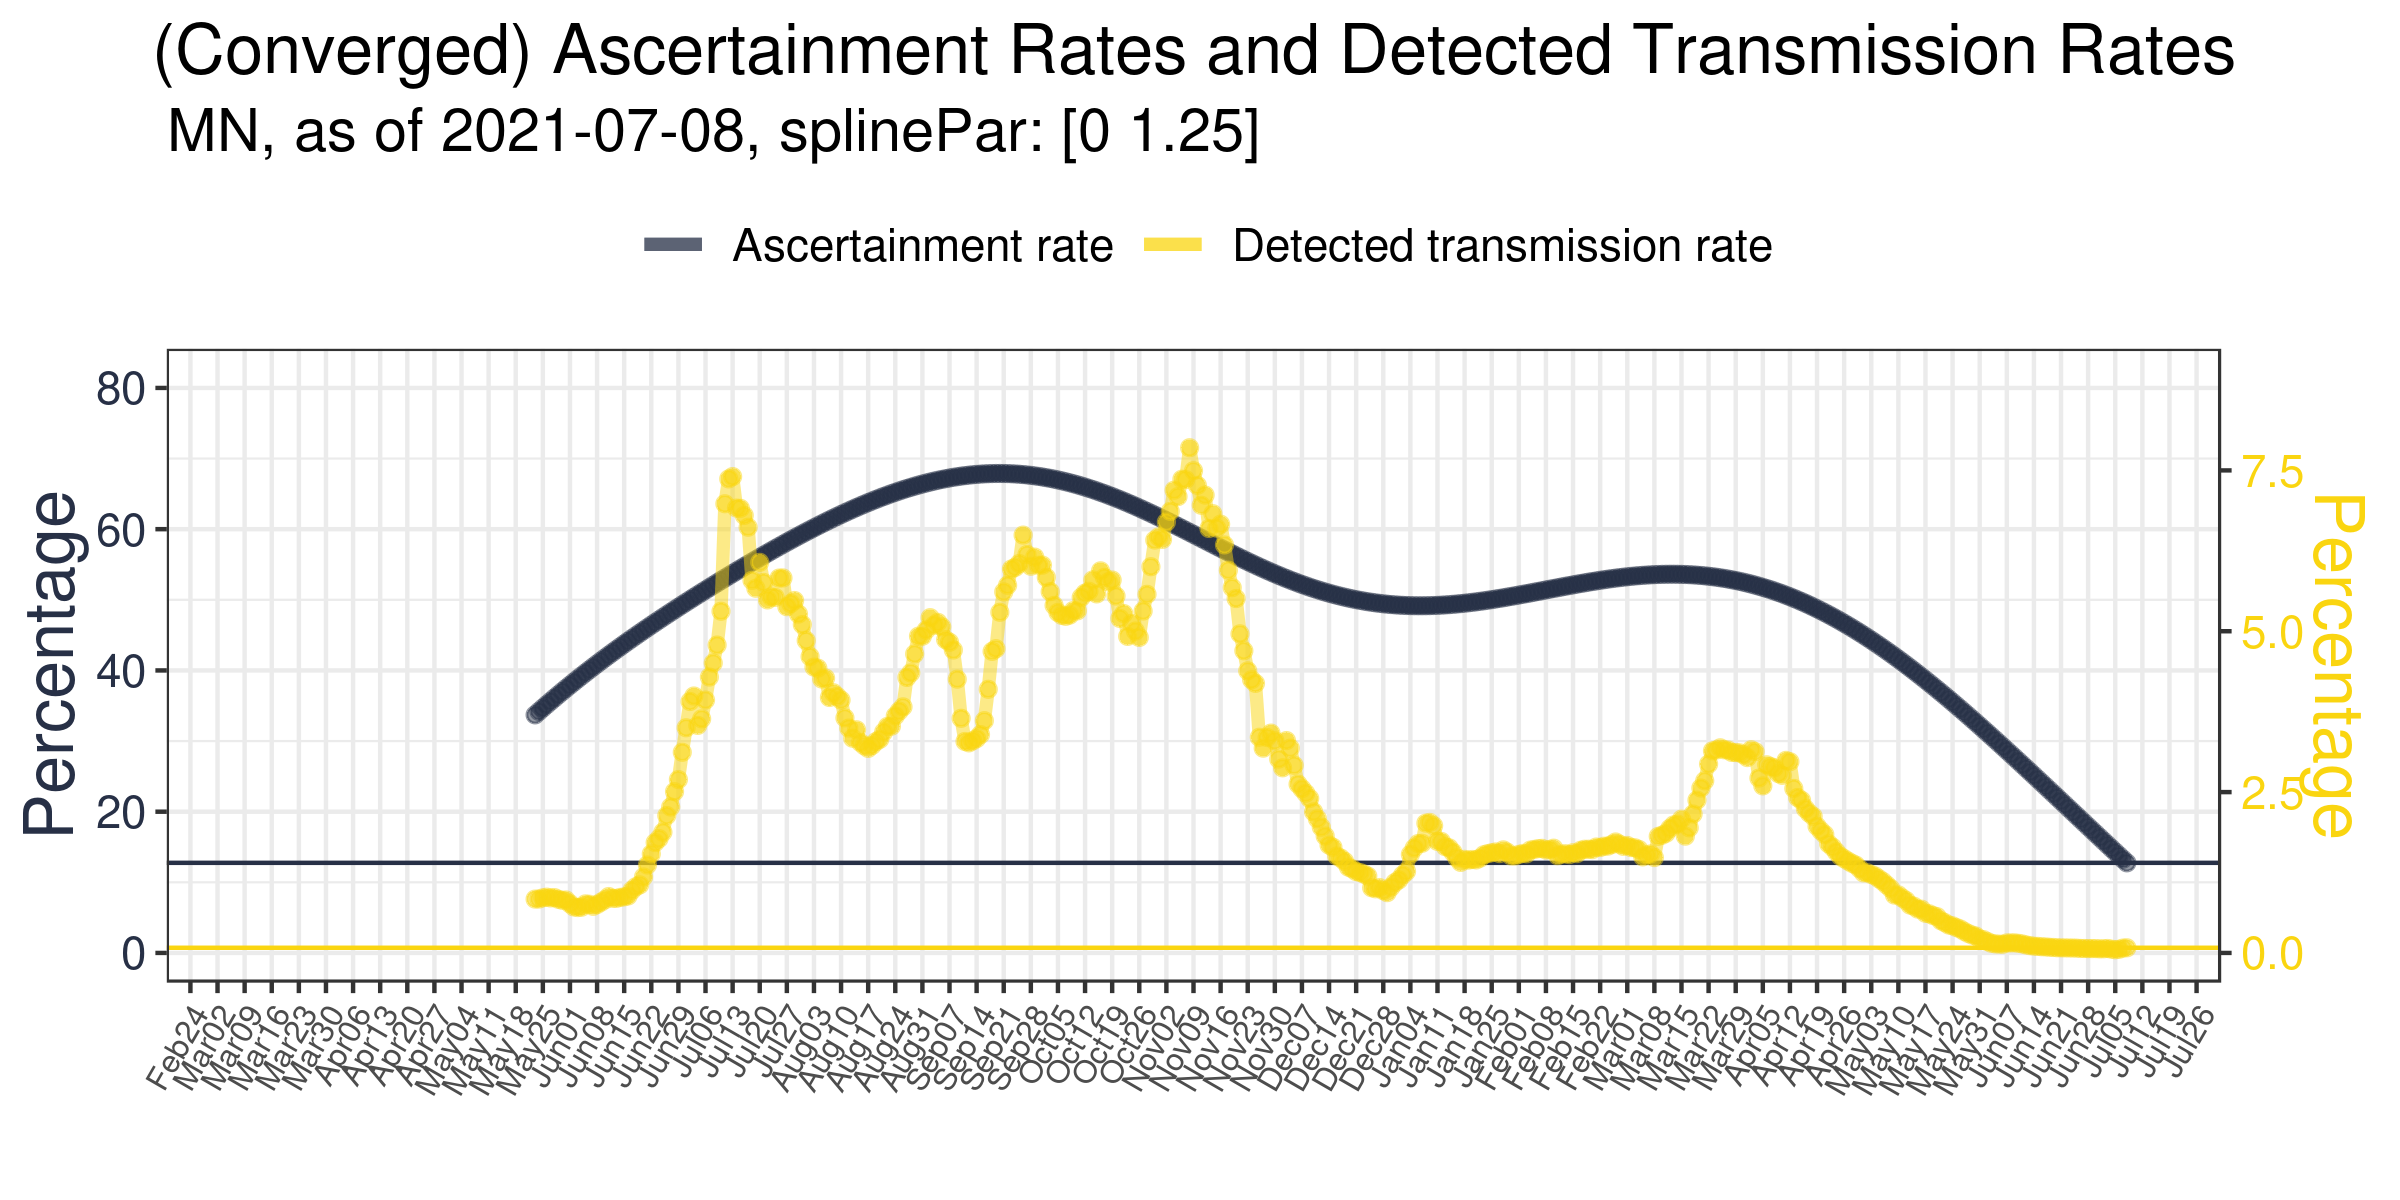 (Converged) Ascertainment Rates and Detected Transmission Rates
MN, as of 2021-07-08, splinePar: [0 1.25]
Ascertainment rate
Detected transmission rate
Percentage
80
60
40
20
0
7.5
5.0
2.5
0.0
Percentage
Feb24
Mar02
Mar09
Mar16
Mar23
Mar30
Apr06
Apr13
Apr20
Apr27
May04
May11
May18
May25
Jun01
Jun08
Jun15
Jun22
Jun29
Jul06
Jul13
Jul20
Jul27
Aug03
Aug10
Aug17
Aug24
Aug31
Sep07
Sep14
Sep21
Sep28
Oct05
Oct12
Oct19
Oct26
Nov02
Nov09
Nov16
Nov23
Nov30
Dec07
Dec14
Dec21
Dec28
Jan04
Jan11
Jan18
Jan25
Feb01
Feb08
Feb15
Feb22
Mar01
Mar08
Mar15
Mar22
Mar29
Apr05
Apr12
Apr19
Apr26
May03
May10
May17
May24
May31
Jun07
Jun14
Jun21
Jun28
Jul05
Jul12
Jul19
Jul26